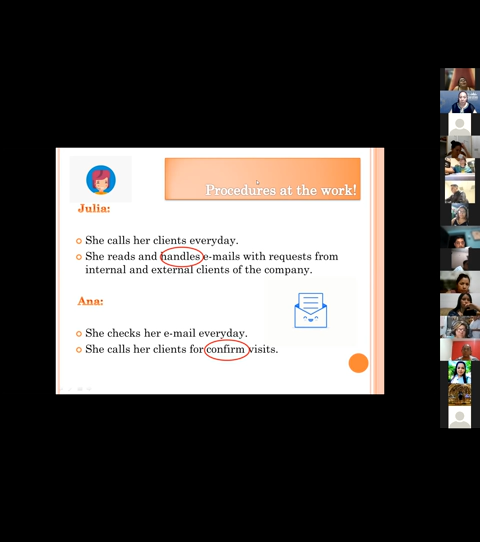 Procedures at the work!
Julia:
She calls her clients everyday.
She reads and handles e-mails with requests from
internal and external clients of the company.
Ana:
She checks her e-mail everyday.
She calls her clients for confirm visits.